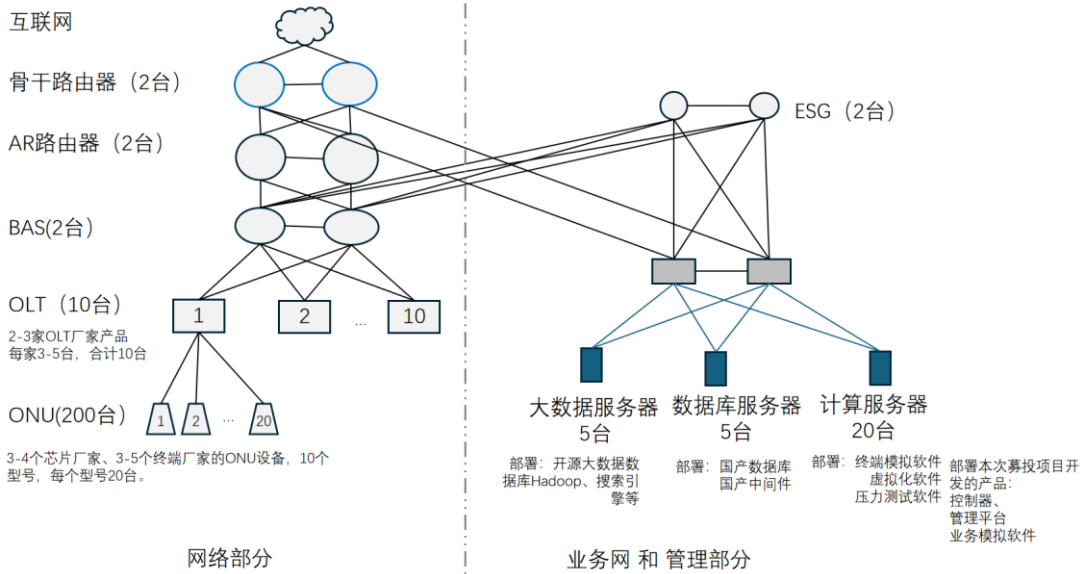 互联网
骨干路由器（2台）
AR路由器（2台）
BAS(2台）
OLT（10台）
2-3家OLT厂家产品
每家3-5台，合计10台
1
2
...
10
ONU(200台）
1
2
...
20
3-4个芯片厂家、3-5个终端厂家的ONU设备，10个
型号，每个型号20台。
网络部分
ESG（2台）
大数据服务器
5台
部署：开源大数据数
据库Hadoop、搜索引
擎等
数据库服务器
5台
部署：国产数据库
国产中间件
计算服务器
20台
部署：终端模拟软件
虚拟化软件
压力测试软件
部署本次募投项目开
发的产品：
控制器、
管理平台
业务模拟软件
业务网 和 管理部分